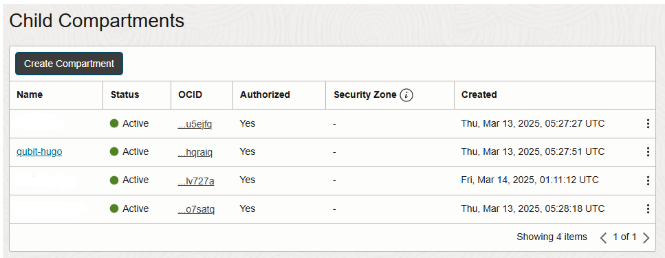 Child Compartments
Create Compartment
Name Status OCID Authorized Security Zone i Created
Active ...u5ejfq Yes - Thu, Mar 13, 2025, 05:27:27 UTC
qubit-hugo Active ...hqraiq Yes - Thu, Mar 13, 2025, 05:27:51 UTC
Active ...lv727a Yes - Fri, Mar 14, 2025, 01:11:12 UTC
Active ...o7satq Yes - Thu, Mar 13, 2025, 05:28:18 UTC
Showing 4 items 1 of 1